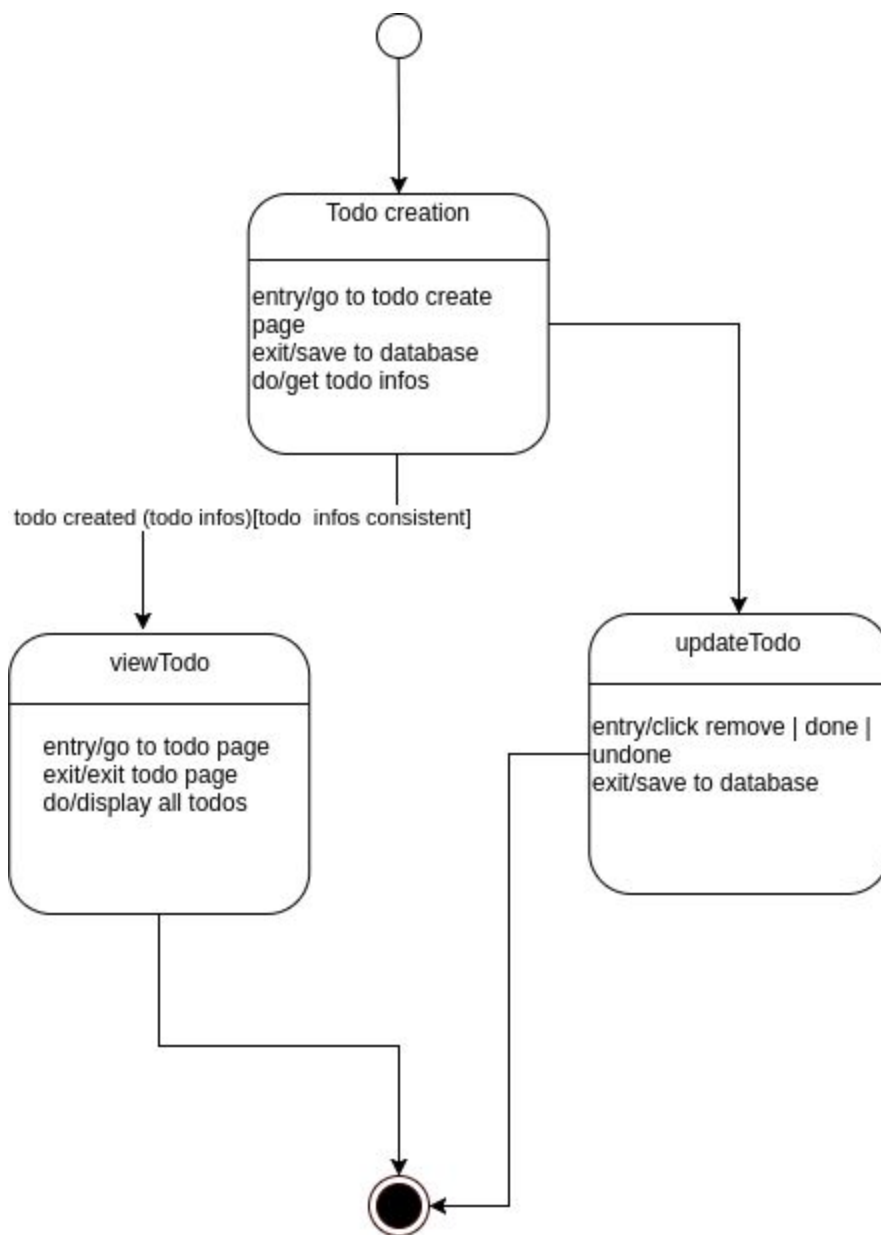 Todo creation
entry/go to todo create
page
exit/save to database
do/get todo infos
todo created (todo infos)[todo  infos consistent]
viewTodo
entry/go to todo page
exit/exit todo page
do/display all todos
updateTodo
entry/click remove | done |
undone
exit/save to database